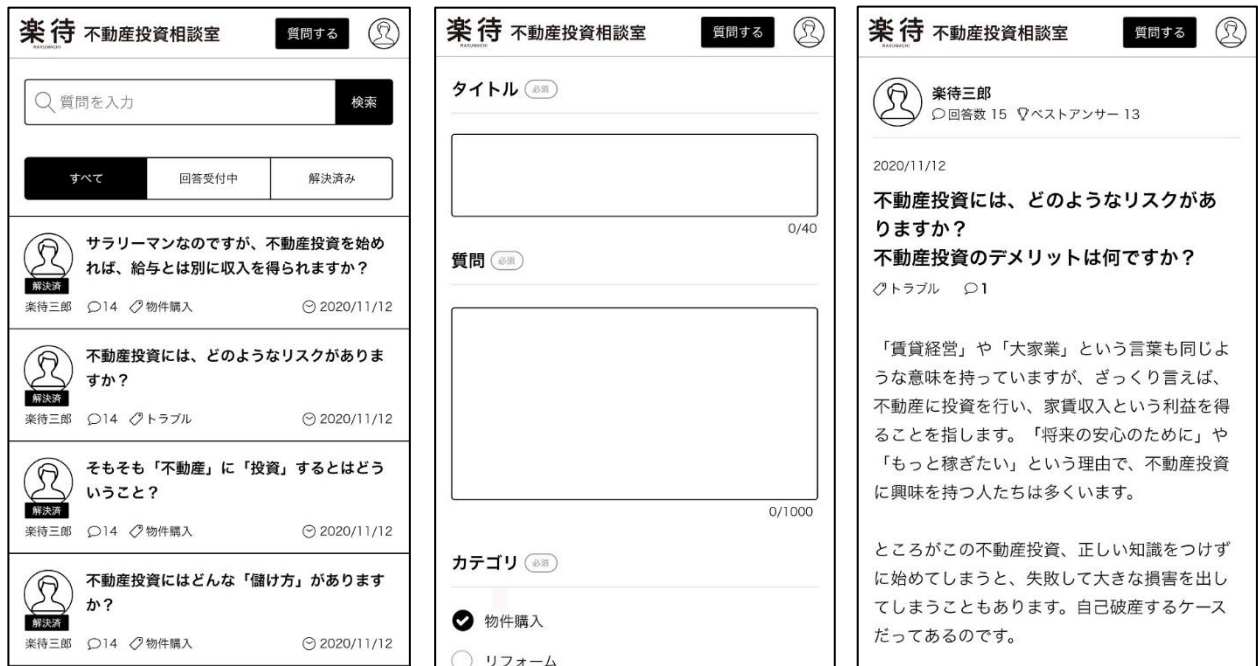 楽待 不動産投資相談室
RAKUMACHI
質問する
質問を入力
検索
すべて
回答受付中
解決済み
サラリーマンなのですが、不動産投資を始め
れば、給与とは別に収入を得られますか？
解決済
楽待三郎 14 物件購入 2020/11/12
不動産投資には、どのようなリスクがありま
すか？
解決済
楽待三郎 14 トラブル 2020/11/12
そもそも「不動産」に「投資」するとはどう
いうこと？
解決済
楽待三郎 14 物件購入 2020/11/12
不動産投資にはどんな「儲け方」があります
か？
解決済
楽待三郎 14 物件購入 2020/11/12
楽待 不動産投資相談室
RAKUMACHI
質問する
タイトル 必須
0/40
質問 必須
0/1000
カテゴリ 必須
物件購入
リフォーム
楽待 不動産投資相談室
RAKUMACHI
質問する
楽待三郎
回答数 15 ベストアンサー 13
2020/11/12
不動産投資には、どのようなリスクがあ
りますか？
不動産投資のデメリットは何ですか？
トラブル 1
「賃貸経営」や「大家業」という言葉も同じよ
うな意味を持っていますが、ざっくり言えば、
不動産に投資を行い、家賃収入という利益を得
ることを指します。「将来の安心のために」や
「もっと稼ぎたい」という理由で、不動産投資
に興味を持つ人たちは多くいます。
ところがこの不動産投資、正しい知識をつけず
に始めてしまうと、失敗して大きな損害を出し
てしまうこともあります。自己破産するケース
だってあるのです。